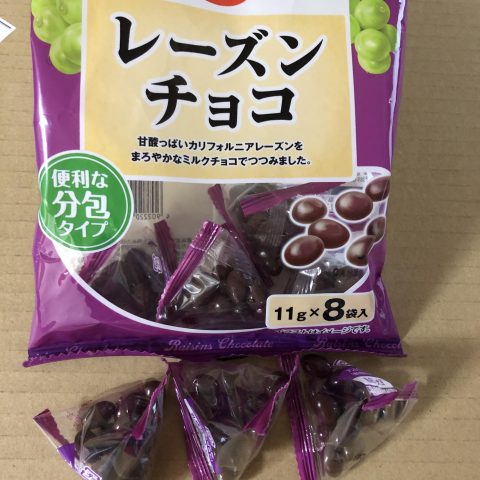 レーズン
チョコ
甘酸っぱいカリフォルニアレーズンを
まろやかなミルクチョコでつつみました。
便利な
分包
タイプ
11g×8袋入
Raisins Chocolate